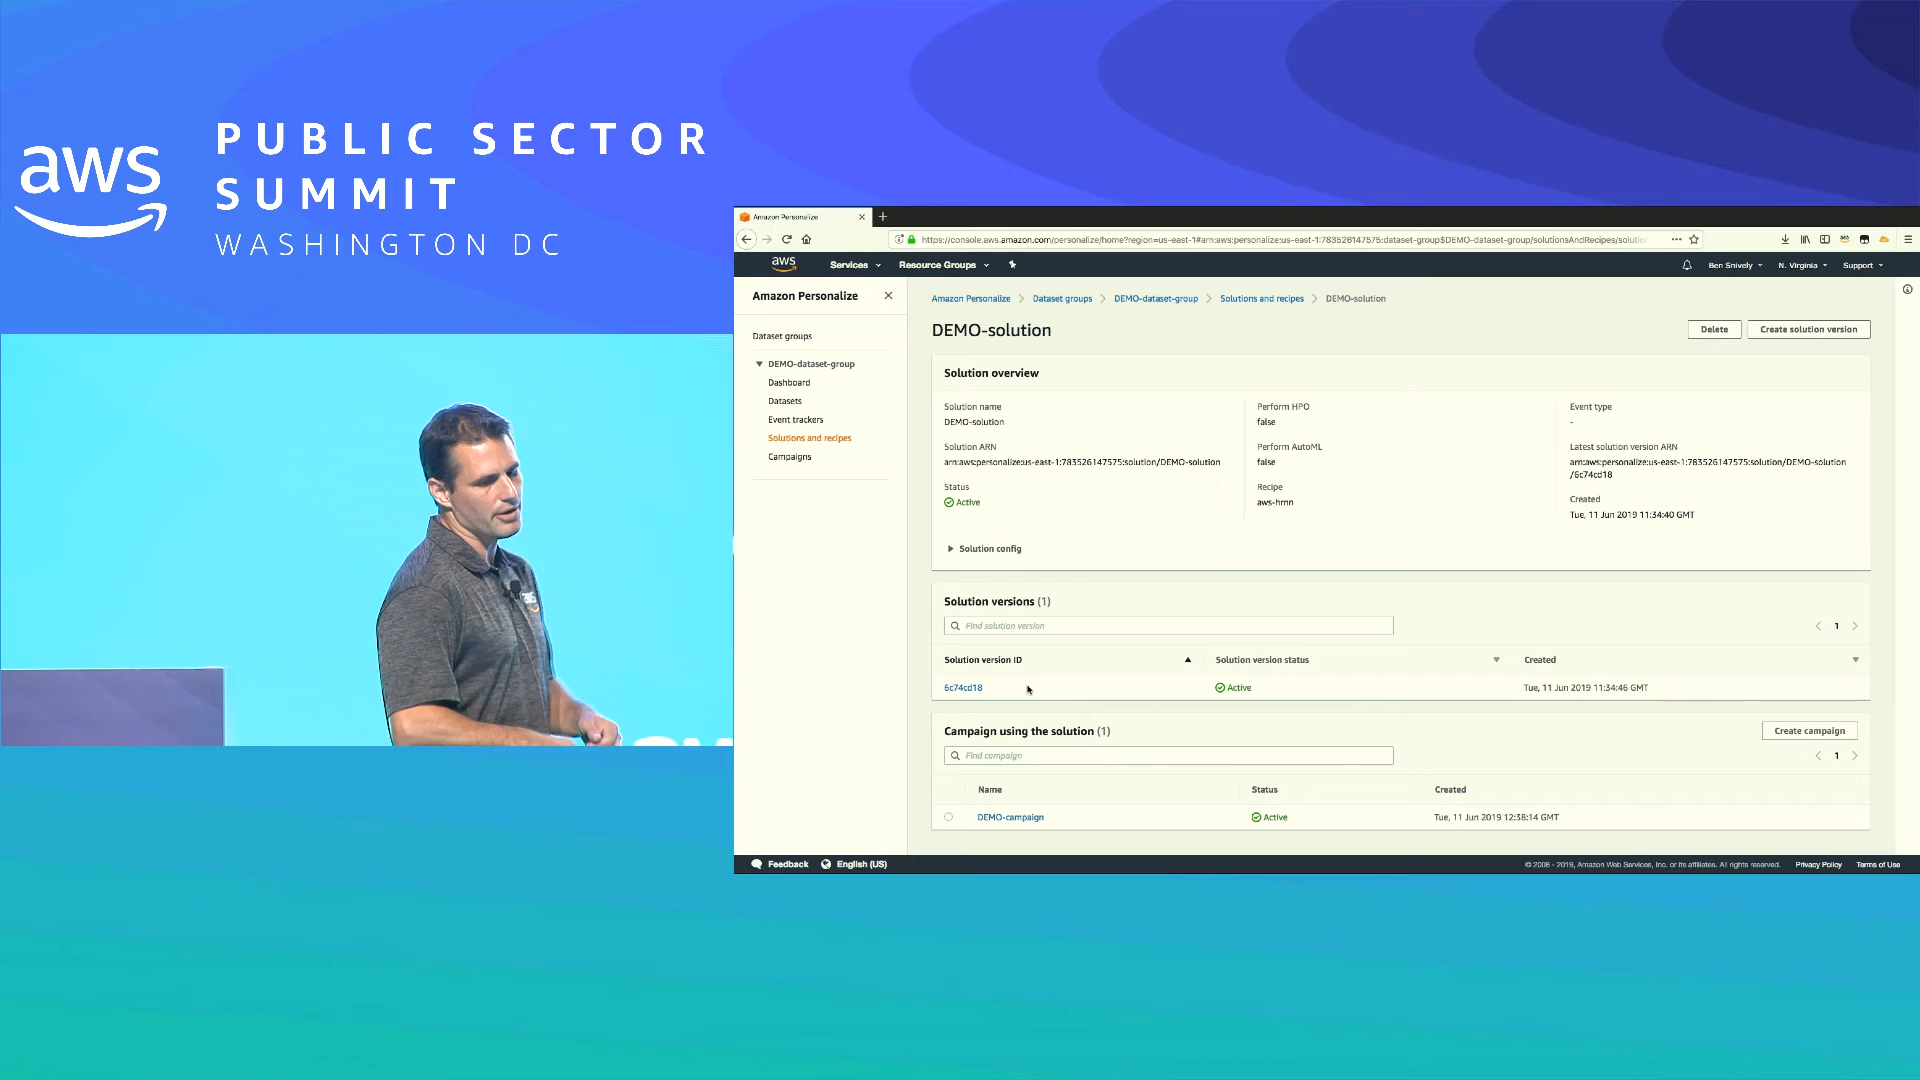 aws
PUBLIC SECTOR
SUMMIT
WASHINGTON DC
Amazon Personalize
https://console.aws.amazon.com/personalize/home?region=us-east-1#arn:aws:personalize:us-east-1:783526147575:dataset-group$DEMO-dataset-group/solutionsAndRecipes/solutio
aws
Services
Resource Groups
Ben Snively
N. Virginia
Support
Amazon Personalize
Dataset groups
DEMO-dataset-group
Dashboard
Datasets
Event trackers
Solutions and recipes
Campaigns
Amazon Personalize > Dataset groups > DEMO-dataset-group > Solutions and recipes > DEMO-solution
DEMO-solution
Delete
Create solution version
Solution overview
Solution name
DEMO-solution
Solution ARN
arn:aws:personalize:us-east-1:783526147575:solution/DEMO-solution
Status
Active
Perform HPO
false
Perform AutoML
false
Recipe
aws-hrnn
Event type
-
Latest solution version ARN
arn:aws:personalize:us-east-1:783526147575:solution/DEMO-solution
/6c74cd18
Created
Tue, 11 Jun 2019 11:34:40 GMT
Solution config
Solution versions (1)
Find solution version
1
Solution version ID
Solution version status
Created
6c74cd18
Active
Tue, 11 Jun 2019 11:34:46 GMT
Campaign using the solution (1)
Create campaign
Find campaign
1
Name
Status
Created
DEMO-campaign
Active
Tue, 11 Jun 2019 12:38:14 GMT
Feedback
English (US)
© 2008 - 2019, Amazon Web Services, Inc. or its affiliates. All rights reserved.
Privacy Policy
Terms of Use